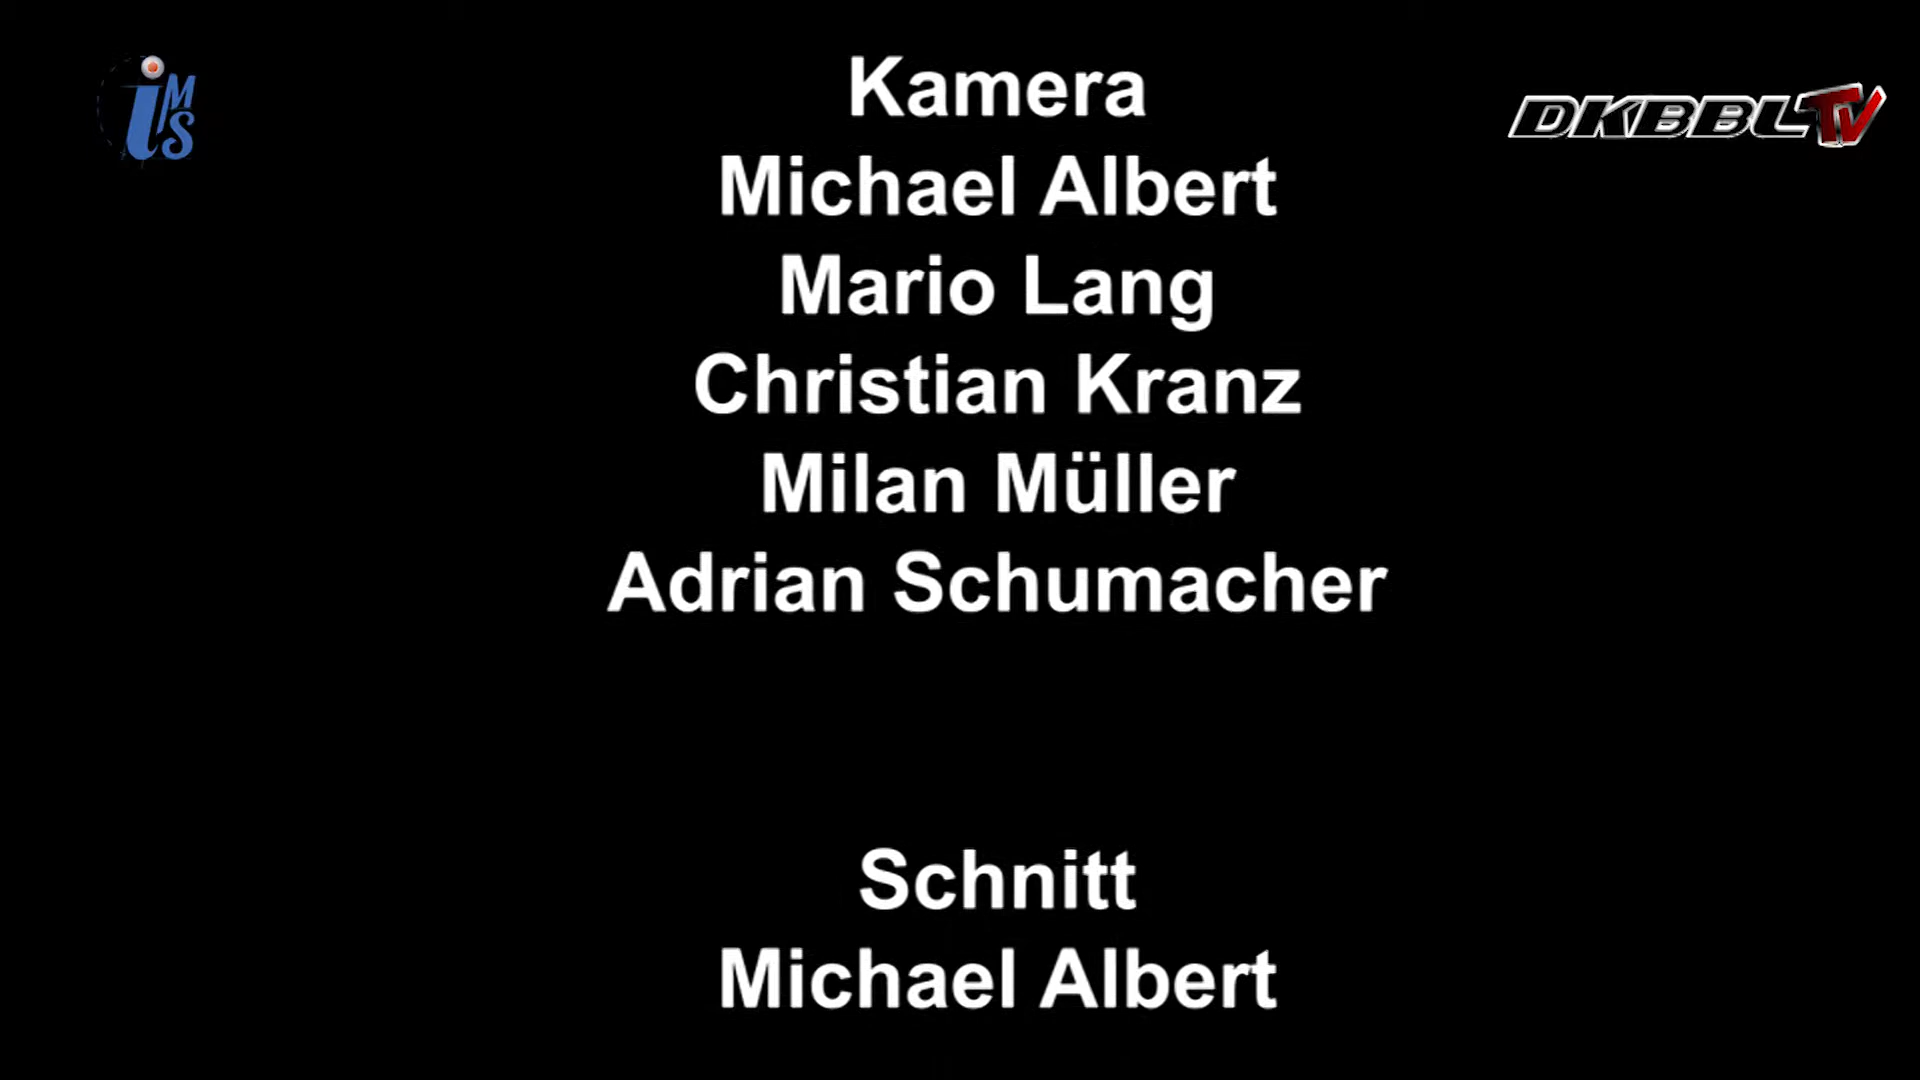 iMS
DKBBL TV
Kamera
Michael Albert
Mario Lang
Christian Kranz
Milan Müller
Adrian Schumacher
Schnitt
Michael Albert